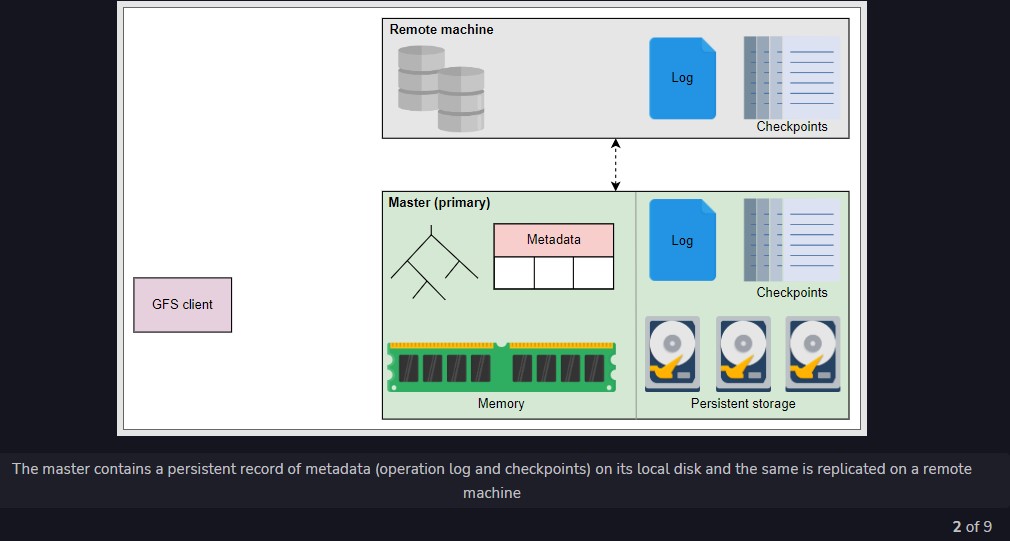 Remote machine
Log
Checkpoints
Master (primary)
Metadata
Log
Checkpoints
GFS client
Memory
Persistent storage
The master contains a persistent record of metadata (operation log and checkpoints) on its local disk and the same is replicated on a remote
machine
2 of 9